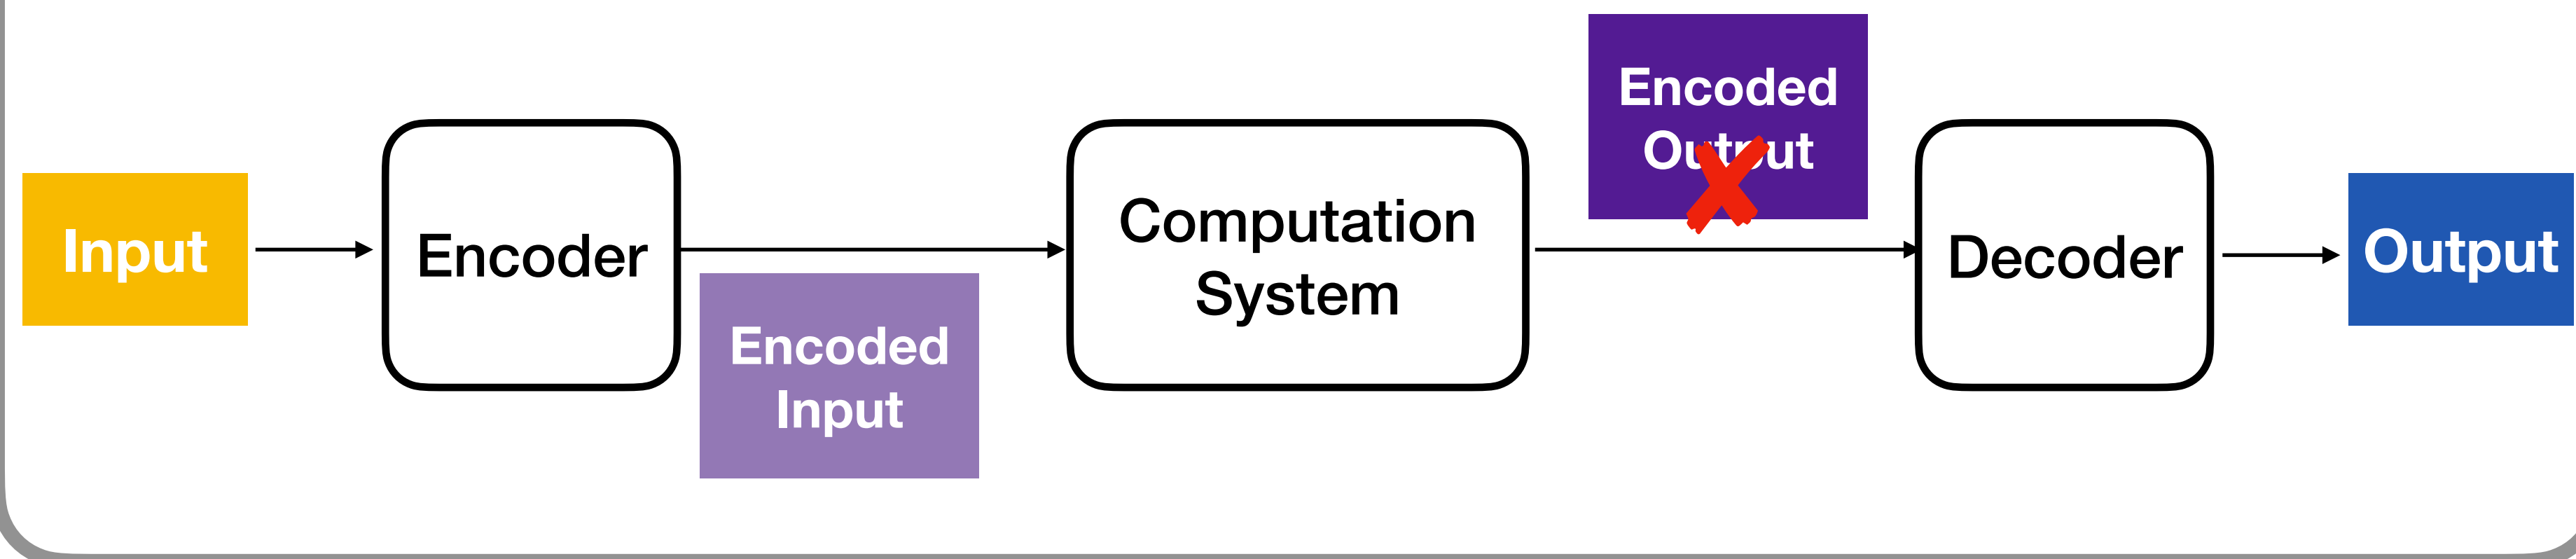 Input
Encoder
Encoded
Input
Computation
System
Encoded
Output
Decoder
Output